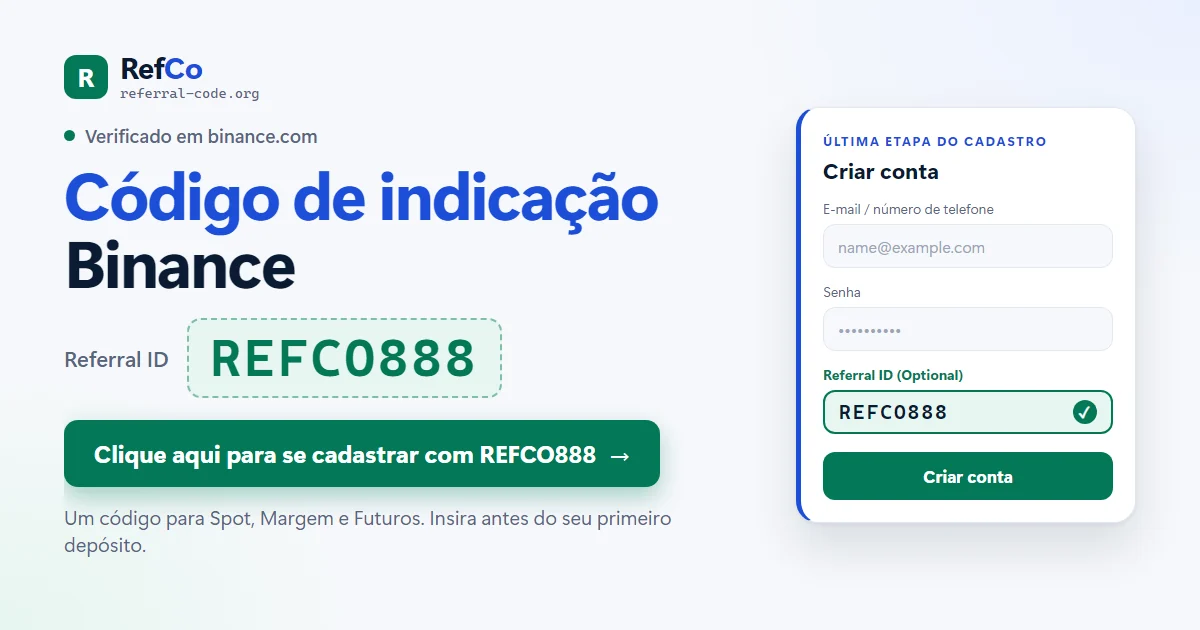 R
RefCo
referral-code.org
Verificado em binance.com
Código de indicação
Binance
Referral ID
REFCO888
Clique aqui para se cadastrar com REFCO888 →
Um código para Spot, Margem e Futuros. Insira antes do seu primeiro
depósito.
ÚLTIMA ETAPA DO CADASTRO
Criar conta
E-mail / número de telefone
name@example.com
Senha
••••••••••
Referral ID (Optional)
REFCO888
Criar conta